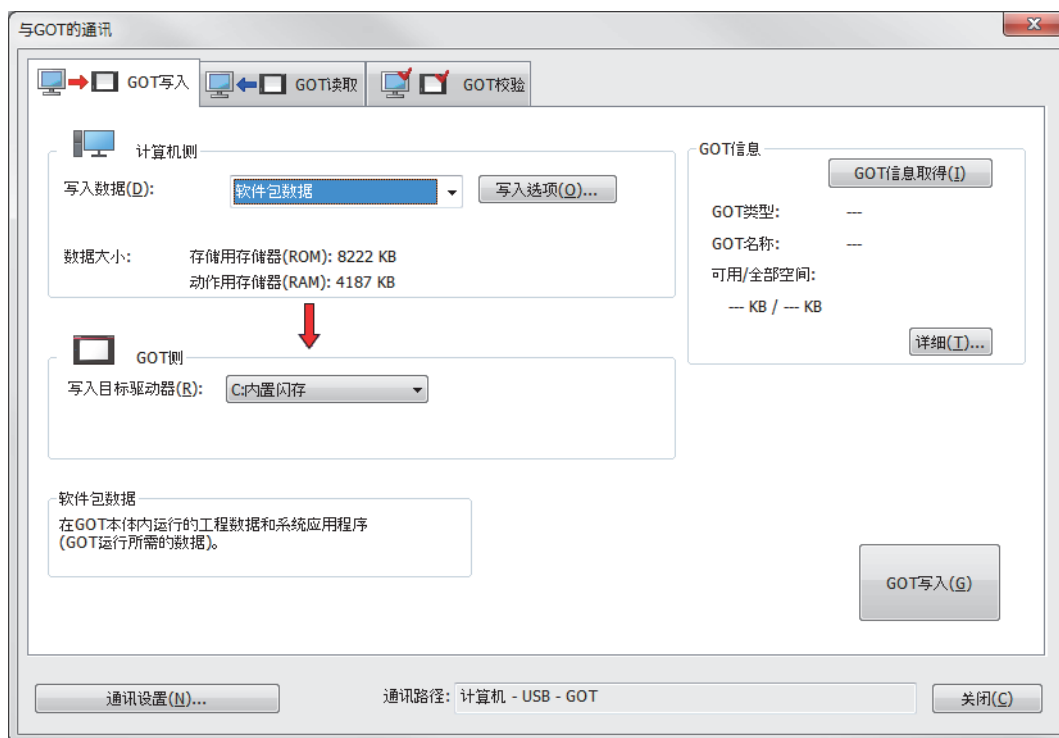 与GOT的通讯
GOT写入
GOT读取
GOT校验
计算机侧
写入数据(D):
软件包数据
写入选项(O)...
数据大小:
存储用存储器(ROM): 8222 KB
动作用存储器(RAM): 4187 KB
GOT侧
写入目标驱动器(R):
C:内置闪存
软件包数据
在GOT本体内运行的工程数据和系统应用程序
(GOT运行所需的数据)。
GOT信息
GOT信息取得(I)
GOT类型: ---
GOT名称: ---
可用/全部空间:
--- KB / --- KB
详细(T)...
GOT写入(G)
通讯设置(N)...
通讯路径: 计算机 - USB - GOT
关闭(C)